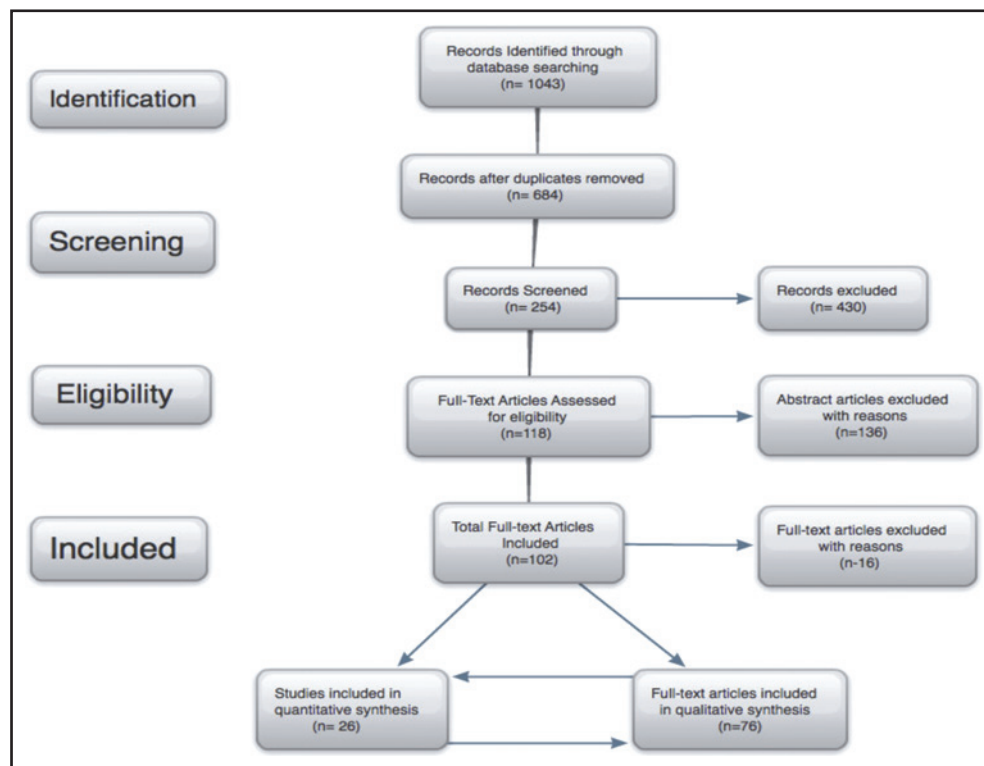 Identification
Records Identified through
database searching
(n= 1043)
Records after duplicates removed
(n= 684)
Screening
Records Screened
(n= 254)
Records excluded
(n= 430)
Eligibility
Full-Text Articles Assessed
for eligibility
(n=118)
Abstract articles excluded
with reasons
(n=136)
Included
Total Full-text Articles
Included
(n=102)
Full-text articles excluded
with reasons
(n-16)
Studies included in
quantitative synthesis
(n= 26)
Full-text articles included
in qualitative synthesis
(n=76)